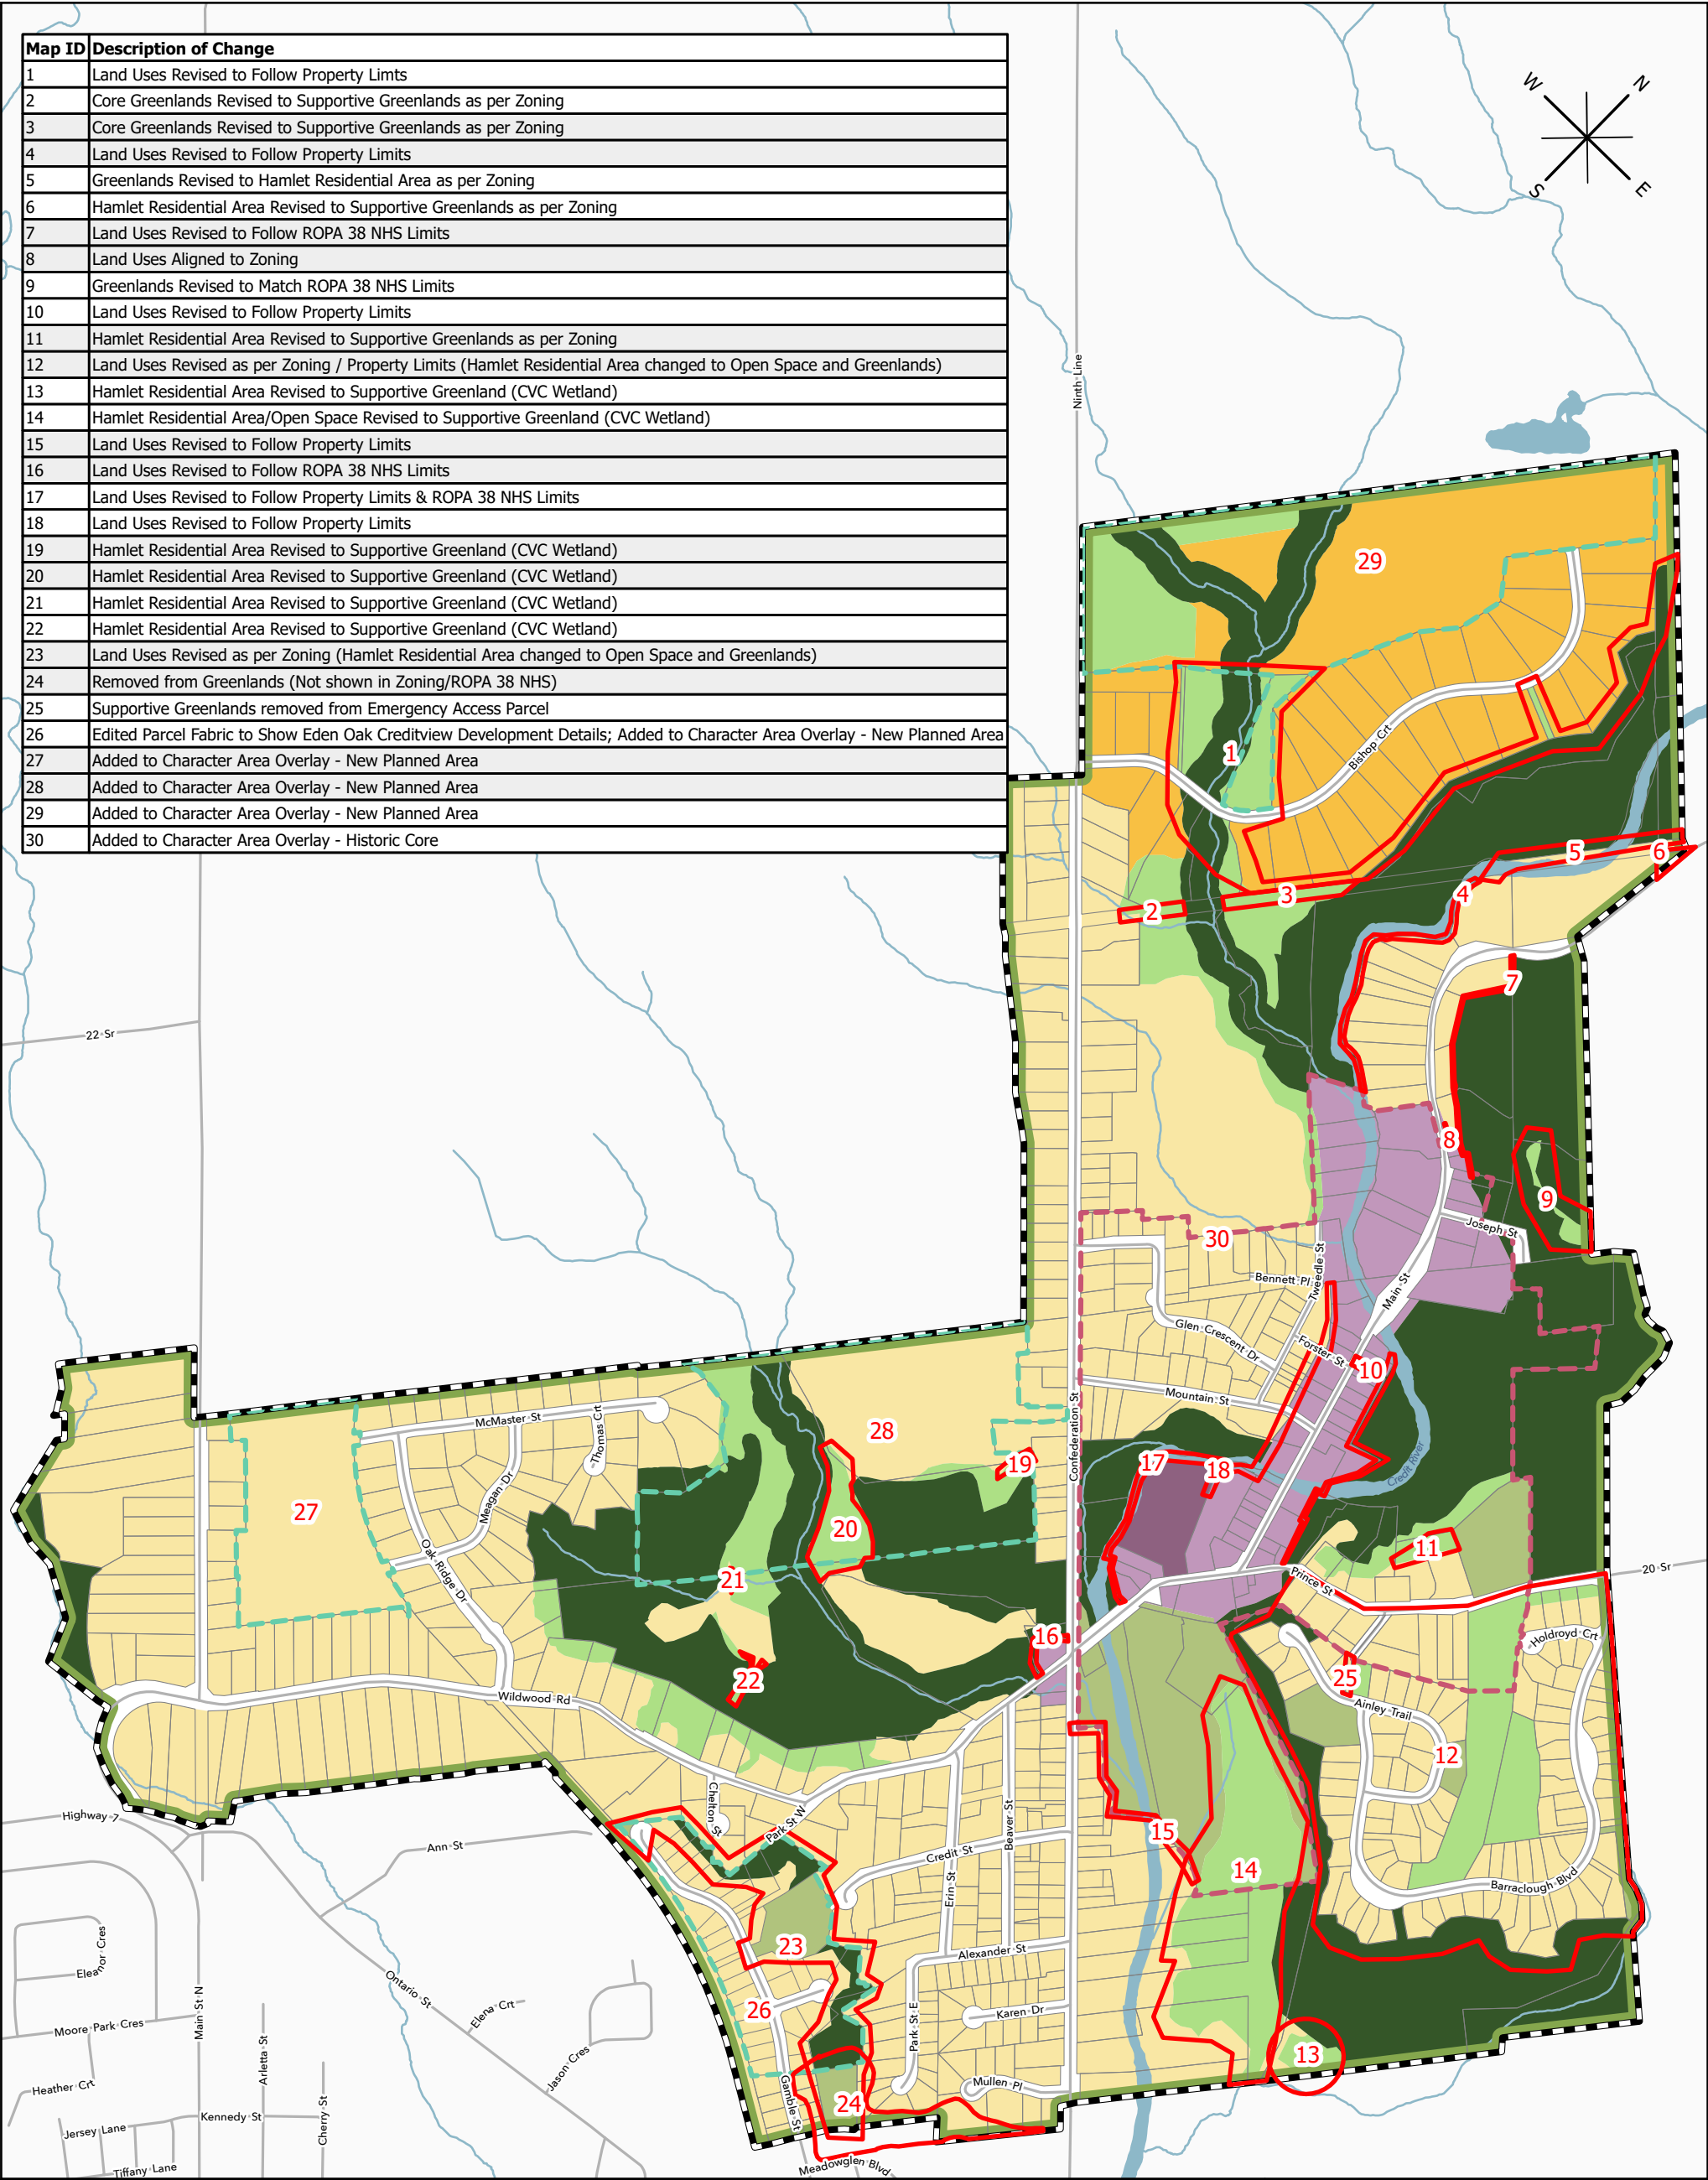 Map ID Description of Change
1 Land Uses Revised to Follow Property Limts
2 Core Greenlands Revised to Supportive Greenlands as per Zoning
3 Core Greenlands Revised to Supportive Greenlands as per Zoning
4 Land Uses Revised to Follow Property Limits
5 Greenlands Revised to Hamlet Residential Area as per Zoning
6 Hamlet Residential Area Revised to Supportive Greenlands as per Zoning
7 Land Uses Revised to Follow ROPA 38 NHS Limits
8 Land Uses Aligned to Zoning
9 Greenlands Revised to Match ROPA 38 NHS Limits
10 Land Uses Revised to Follow Property Limits
11 Hamlet Residential Area Revised to Supportive Greenlands as per Zoning
12 Land Uses Revised as per Zoning / Property Limits (Hamlet Residential Area changed to Open Space and Greenlands)
13 Hamlet Residential Area Revised to Supportive Greenland (CVC Wetland)
14 Hamlet Residential Area/Open Space Revised to Supportive Greenland (CVC Wetland)
15 Land Uses Revised to Follow Property Limits
16 Land Uses Revised to Follow ROPA 38 NHS Limits
17 Land Uses Revised to Follow Property Limits & ROPA 38 NHS Limits
18 Land Uses Revised to Follow Property Limits
19 Hamlet Residential Area Revised to Supportive Greenland (CVC Wetland)
20 Hamlet Residential Area Revised to Supportive Greenland (CVC Wetland)
21 Hamlet Residential Area Revised to Supportive Greenland (CVC Wetland)
22 Hamlet Residential Area Revised to Supportive Greenland (CVC Wetland)
23 Land Uses Revised as per Zoning (Hamlet Residential Area changed to Open Space and Greenlands)
24 Removed from Greenlands (Not shown in Zoning/ROPA 38 NHS)
25 Supportive Greenlands removed from Emergency Access Parcel
26 Edited Parcel Fabric to Show Eden Oak Creditview Development Details; Added to Character Area Overlay - New Planned Area
27 Added to Character Area Overlay - New Planned Area
28 Added to Character Area Overlay - New Planned Area
29 Added to Character Area Overlay - New Planned Area
30 Added to Character Area Overlay - Historic Core
W
N
S
E
Ninth Line
29
1
Bishop Crt
5
6
3
4
2
7
22 Sr
8
9
Joseph St
30
Tweedle St
Bennett Pl
Main St
Glen Crescent Dr
Forster St
10
Mountain St
Confederation St
McMaster St
Thomas Crt
28
Meagan Dr
19
17
18
Credit River
27
20
11
Oak Ridge Dr
21
Prince St
20 Sr
16
Holdroyd Crt
22
25
Wildwood Rd
Ainley Trail
12
Chelton St
Highway 7
Park St W
Beaver St
15
Ann St
Credit St
14
Erin St
Barraclough Blvd
23
Alexander St
Eleanor Cres
Ontario St
26
Elena Crt
Karen Dr
Main St N
Moore Park Cres
Park St E
Arletta St
13
Jason Cres
Heather Crt
Mullen Pl
Gamble St
24
Kennedy St
Cherry St
Jersey Lane
Meadowglen Blvd
Tiffany Lane